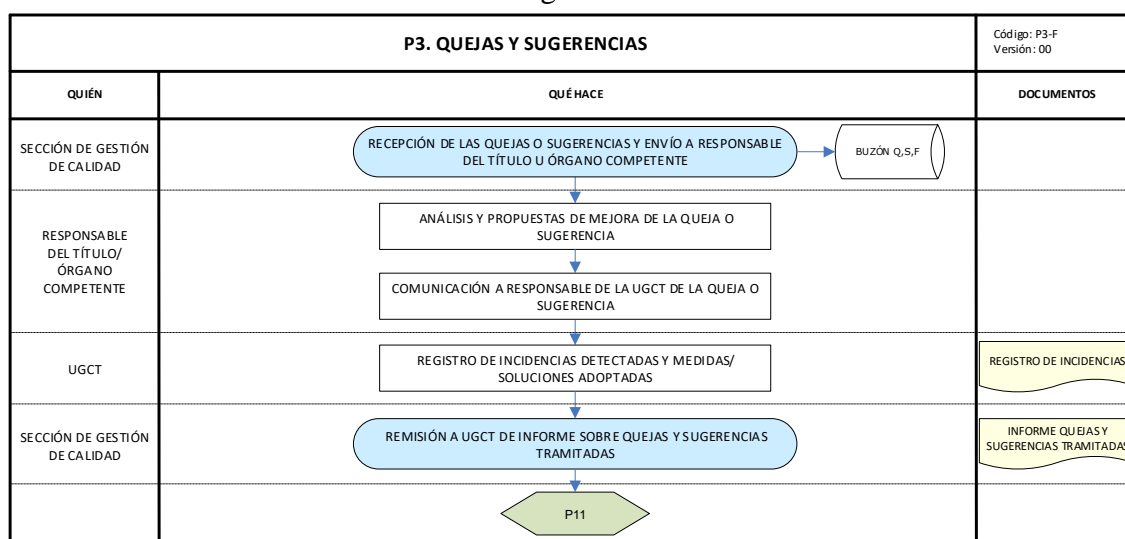 P3. QUEJAS Y SUGERENCIAS
Código: P3-F
Versión: 00
QUIÉN
QUÉ HACE
DOCUMENTOS
SECCIÓN DE GESTIÓN
DE CALIDAD
RECEPCIÓN DE LAS QUEJAS O SUGERENCIAS Y ENVÍO A RESPONSABLE
DEL TÍTULO U ÓRGANO COMPETENTE
BUZÓN Q,S,F
RESPONSABLE
DEL TÍTULO/
ÓRGANO
COMPETENTE
ANÁLISIS Y PROPUESTAS DE MEJORA DE LA QUEJA O
SUGERENCIA
COMUNICACIÓN A RESPONSABLE DE LA UGCT DE LA QUEJA O
SUGERENCIA
UGCT
REGISTRO DE INCIDENCIAS DETECTADAS Y MEDIDAS/
SOLUCIONES ADOPTADAS
REGISTRO DE INCIDENCIAS
SECCIÓN DE GESTIÓN
DE CALIDAD
REMISIÓN A UGCT DE INFORME SOBRE QUEJAS Y SUGERENCIAS
TRAMITADAS
INFORME QUEJAS Y
SUGERENCIAS TRAMITADAS
P11